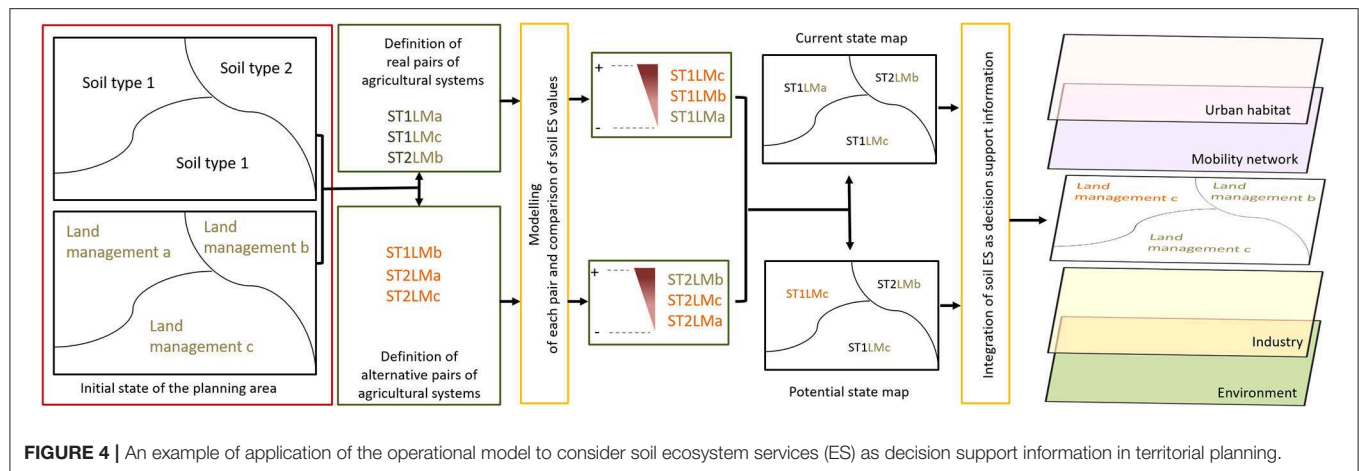 Soil type 1
Soil type 2
Soil type 1
Land
management a
Land
management b
Land
management c
Initial state of the planning area
Definition of
real pairs of
agricultural systems
ST1LMa
ST1LMc
ST2LMb
ST1LMb
ST2LMa
ST2LMc
Definition of
alternative pairs of
agricultural systems
Modelling
of each pair and comparison of soil ES values
+
-
ST1LMc
ST1LMb
ST1LMa
+
-
ST2LMb
ST2LMc
ST2LMa
Current state map
ST1LMa
ST2LMb
ST1LMc
ST1LMc
ST2LMb
ST1LMc
Potential state map
Integration of soil ES as decision support information
Urban habitat
Mobility network
Land
management c
Land
management b
Land
management c
Industry
Environment
FIGURE 4 | An example of application of the operational model to consider soil ecosystem services (ES) as decision support information in territorial planning.